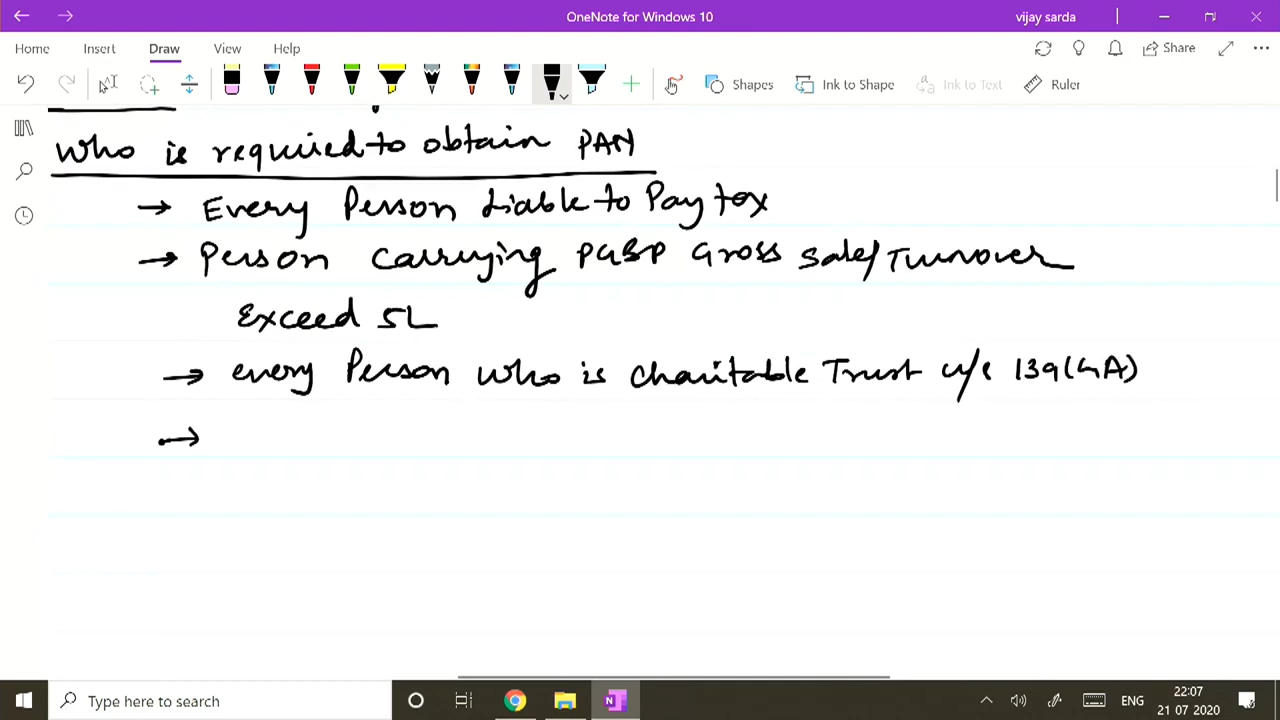 OneNote for Windows 10
vijay sarda
Home Insert Draw View Help
Share
Shapes Ink to Shape Ink to Text Ruler
Who is required to obtain PAN
→ Every Person Liable to Pay tax
→ Person Carrying PGBP Gross Sale/Turnover
Exceed 5L
→ every Person who is charitable Trust u/s 139(4A)
→
Type here to search
ENG
22:07
21 07 2020
3